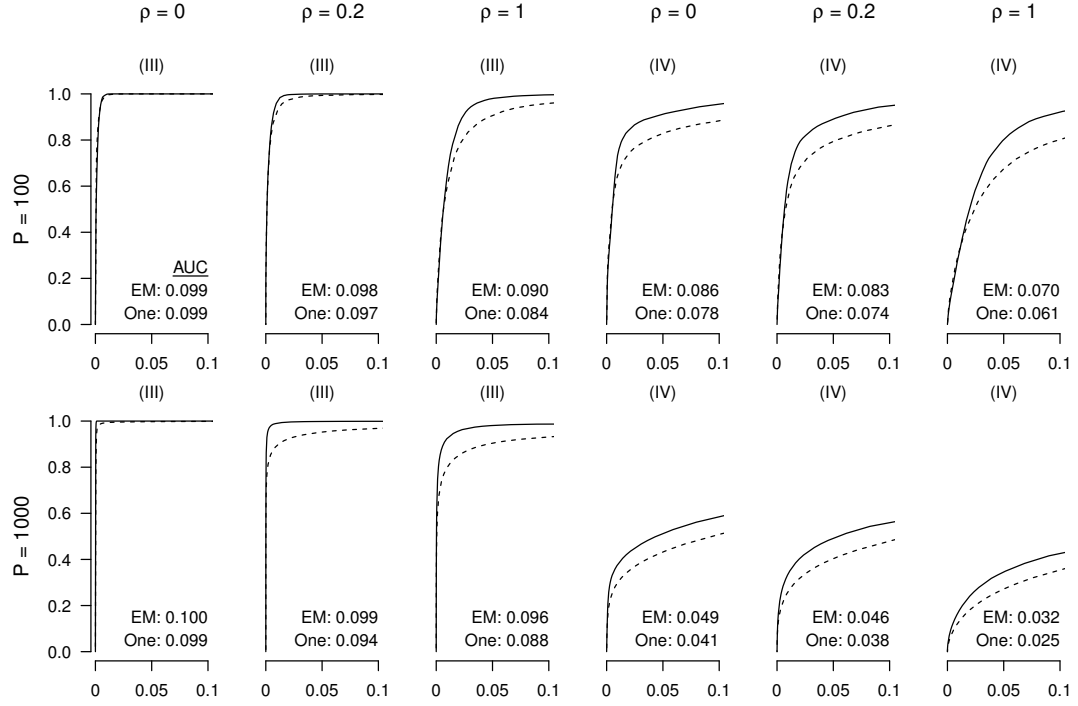 ρ = 0 ρ = 0.2 ρ = 1 ρ = 0 ρ = 0.2 ρ = 1
(III) (III) (III) (IV) (IV) (IV)
P = 100
1.0
0.8
0.6
0.4
0.2
0.0
AUC
EM: 0.099 EM: 0.098 EM: 0.090 EM: 0.086 EM: 0.083 EM: 0.070
One: 0.099 One: 0.097 One: 0.084 One: 0.078 One: 0.074 One: 0.061
0 0.05 0.1 0 0.05 0.1 0 0.05 0.1 0 0.05 0.1 0 0.05 0.1 0 0.05 0.1
(III) (III) (III) (IV) (IV) (IV)
P = 1000
1.0
0.8
0.6
0.4
0.2
0.0
EM: 0.100 EM: 0.099 EM: 0.096 EM: 0.049 EM: 0.046 EM: 0.032
One: 0.099 One: 0.094 One: 0.088 One: 0.041 One: 0.038 One: 0.025
0 0.05 0.1 0 0.05 0.1 0 0.05 0.1 0 0.05 0.1 0 0.05 0.1 0 0.05 0.1